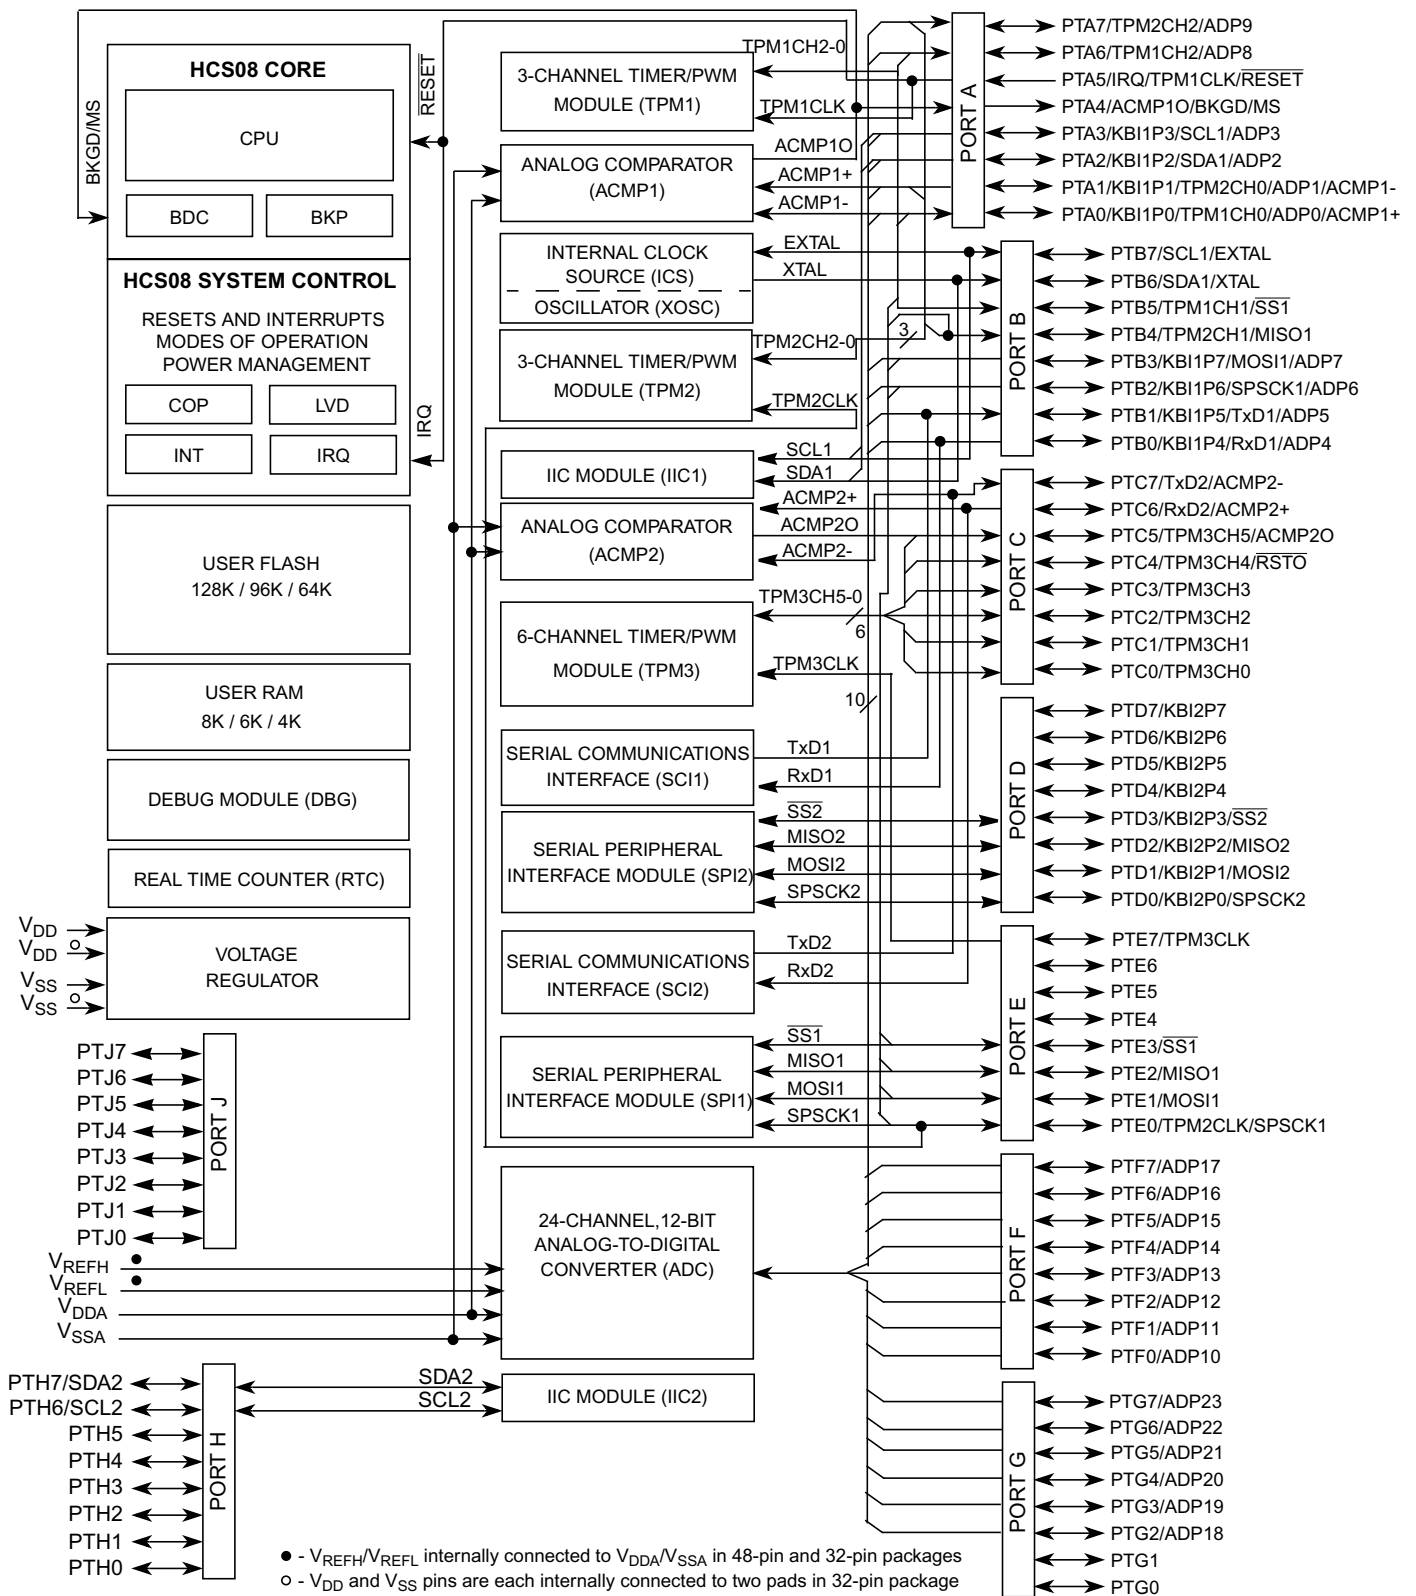 BKGD/MS
HCS08 CORE
CPU
BDC
BKP
RESET
HCS08 SYSTEM CONTROL
RESETS AND INTERRUPTS
MODES OF OPERATION
POWER MANAGEMENT
COP
LVD
INT
IRQ
IRQ
USER FLASH
128K / 96K / 64K
USER RAM
8K / 6K / 4K
DEBUG MODULE (DBG)
REAL TIME COUNTER (RTC)
VDD
VDD
VSS
VSS
VOLTAGE
REGULATOR
PTJ7
PTJ6
PTJ5
PTJ4
PTJ3
PTJ2
PTJ1
PTJ0
PORT J
VREFH
VREFL
VDDA
VSSA
PTH7/SDA2
PTH6/SCL2
PTH5
PTH4
PTH3
PTH2
PTH1
PTH0
PORT H
SDA2
SCL2
3-CHANNEL TIMER/PWM
MODULE (TPM1)
TPM1CH2-0
TPM1CLK
ANALOG COMPARATOR
(ACMP1)
ACMP1O
ACMP1+
ACMP1-
INTERNAL CLOCK
SOURCE (ICS)
OSCILLATOR (XOSC)
EXTAL
XTAL
3-CHANNEL TIMER/PWM
MODULE (TPM2)
TPM2CH2-0
TPM2CLK
3
IIC MODULE (IIC1)
SCL1
SDA1
ANALOG COMPARATOR
(ACMP2)
ACMP2+
ACMP2O
ACMP2-
6-CHANNEL TIMER/PWM
MODULE (TPM3)
TPM3CH5-0
6
TPM3CLK
10
SERIAL COMMUNICATIONS
INTERFACE (SCI1)
TxD1
RxD1
SERIAL PERIPHERAL
INTERFACE MODULE (SPI2)
SS2
MISO2
MOSI2
SPSCK2
SERIAL COMMUNICATIONS
INTERFACE (SCI2)
TxD2
RxD2
SERIAL PERIPHERAL
INTERFACE MODULE (SPI1)
SS1
MISO1
MOSI1
SPSCK1
24-CHANNEL,12-BIT
ANALOG-TO-DIGITAL
CONVERTER (ADC)
IIC MODULE (IIC2)
PORT A
PTA7/TPM2CH2/ADP9
PTA6/TPM1CH2/ADP8
PTA5/IRQ/TPM1CLK/RESET
PTA4/ACMP1O/BKGD/MS
PTA3/KBI1P3/SCL1/ADP3
PTA2/KBI1P2/SDA1/ADP2
PTA1/KBI1P1/TPM2CH0/ADP1/ACMP1-
PTA0/KBI1P0/TPM1CH0/ADP0/ACMP1+
PORT B
PTB7/SCL1/EXTAL
PTB6/SDA1/XTAL
PTB5/TPM1CH1/SS1
PTB4/TPM2CH1/MISO1
PTB3/KBI1P7/MOSI1/ADP7
PTB2/KBI1P6/SPSCK1/ADP6
PTB1/KBI1P5/TxD1/ADP5
PTB0/KBI1P4/RxD1/ADP4
PORT C
PTC7/TxD2/ACMP2-
PTC6/RxD2/ACMP2+
PTC5/TPM3CH5/ACMP2O
PTC4/TPM3CH4/RSTO
PTC3/TPM3CH3
PTC2/TPM3CH2
PTC1/TPM3CH1
PTC0/TPM3CH0
PORT D
PTD7/KBI2P7
PTD6/KBI2P6
PTD5/KBI2P5
PTD4/KBI2P4
PTD3/KBI2P3/SS2
PTD2/KBI2P2/MISO2
PTD1/KBI2P1/MOSI2
PTD0/KBI2P0/SPSCK2
PORT E
PTE7/TPM3CLK
PTE6
PTE5
PTE4
PTE3/SS1
PTE2/MISO1
PTE1/MOSI1
PTE0/TPM2CLK/SPSCK1
PORT F
PTF7/ADP17
PTF6/ADP16
PTF5/ADP15
PTF4/ADP14
PTF3/ADP13
PTF2/ADP12
PTF1/ADP11
PTF0/ADP10
PORT G
PTG7/ADP23
PTG6/ADP22
PTG5/ADP21
PTG4/ADP20
PTG3/ADP19
PTG2/ADP18
PTG1
PTG0
● - VREFH/VREFL internally connected to VDDA/VSSA in 48-pin and 32-pin packages
○ - VDD and VSS pins are each internally connected to two pads in 32-pin package